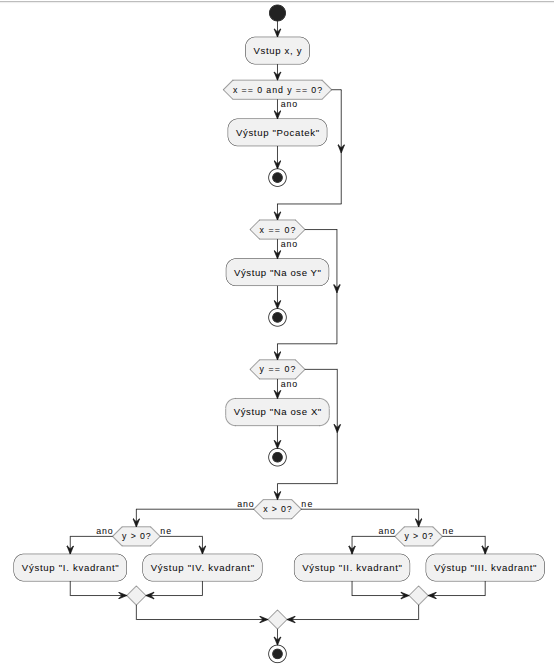 Vstup x, y
x == 0 and y == 0?
ano
Výstup "Pocatek"
x == 0?
ano
Výstup "Na ose Y"
y == 0?
ano
Výstup "Na ose X"
ano x > 0? ne
ano y > 0? ne ano y > 0? ne
Výstup "I. kvadrant" Výstup "IV. kvadrant" Výstup "II. kvadrant" Výstup "III. kvadrant"